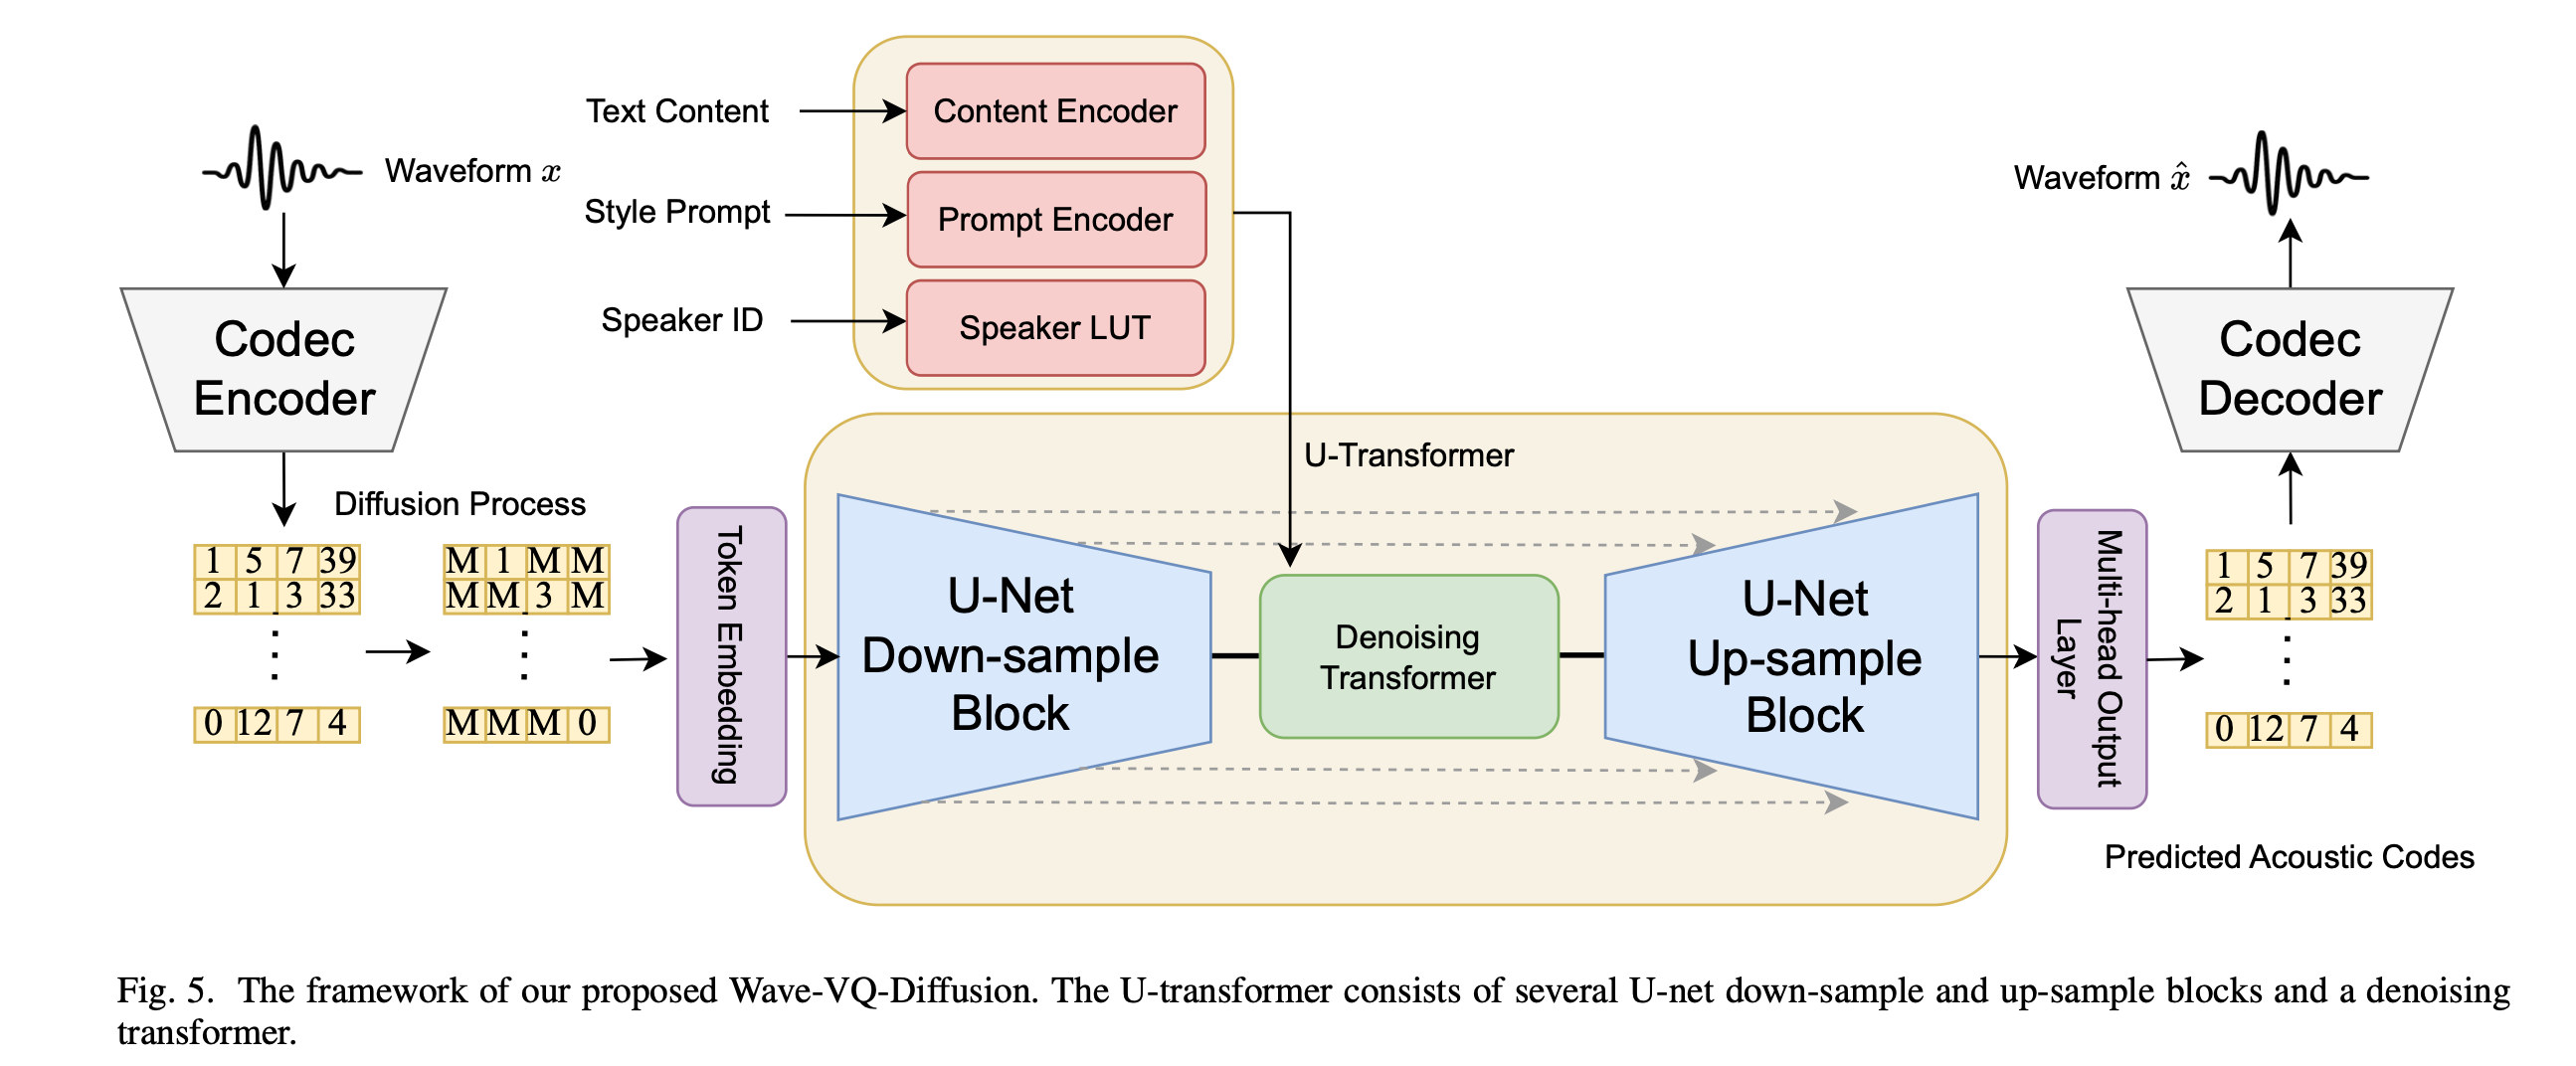 Text Content
Content Encoder
Waveform x
Style Prompt
Prompt Encoder
Speaker ID
Speaker LUT
Waveform x̂
Codec
Encoder
Codec
Decoder
U-Transformer
Diffusion Process
1 5 7 39
2 1 3 33
0 12 7 4
M 1 M M
M M 3 M
M M M 0
Token Embedding
U-Net
Down-sample
Block
Denoising
Transformer
U-Net
Up-sample
Block
Multi-head Output
Layer
1 5 7 39
2 1 3 33
0 12 7 4
Predicted Acoustic Codes
Fig. 5. The framework of our proposed Wave-VQ-Diffusion. The U-transformer consists of several U-net down-sample and up-sample blocks and a denoising
transformer.